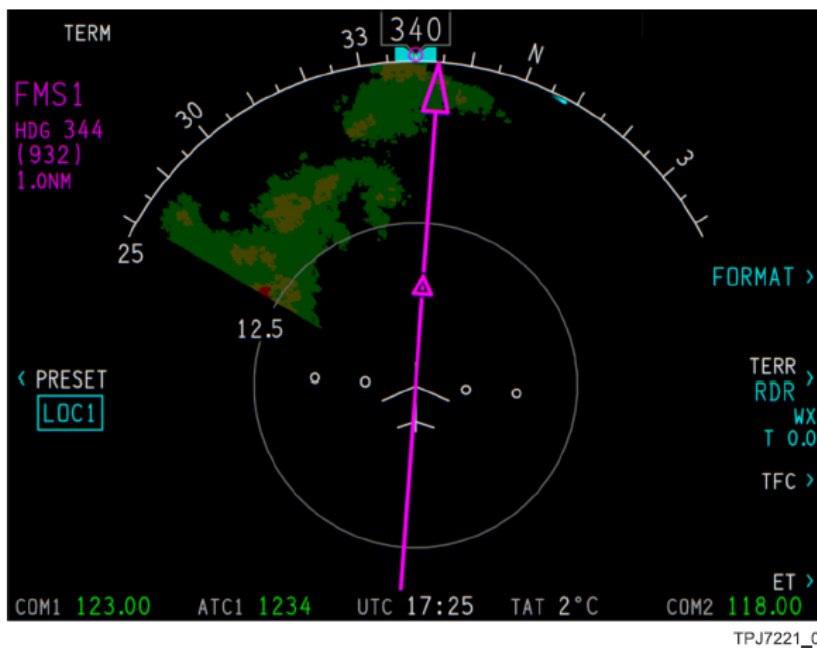 TERM
340
33
N
FMS1
HDG 344
(932)
1.0NM
30
3
25
FORMAT >
12.5
< PRESET
LOC1
TERR >
RDR
WX
T 0.0
TFC >
ET >
COM1 123.00 ATC1 1234 UTC 17:25 TAT 2°C COM2 118.00